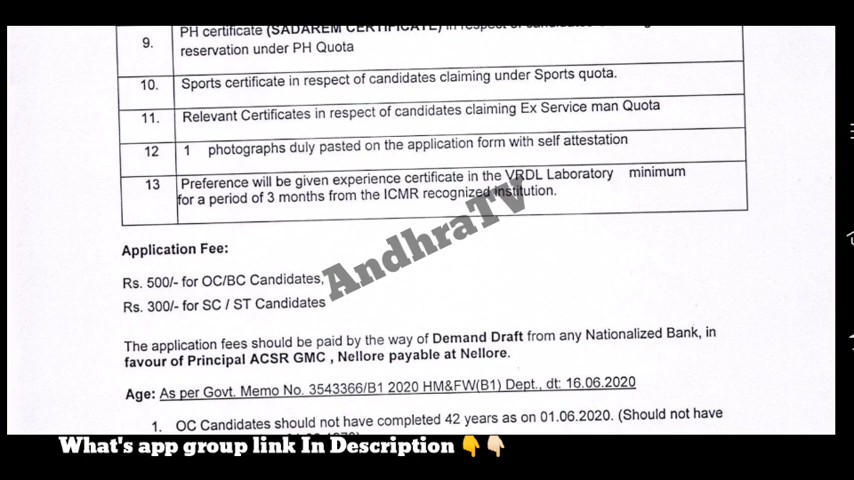 9. PH certificate (SADAREM CERTIFICATE) in respect of candidates
reservation under PH Quota
10. Sports certificate in respect of candidates claiming under Sports quota.
11. Relevant Certificates in respect of candidates claiming Ex Service man Quota
12 1 photographs duly pasted on the application form with self attestation
13 Preference will be given experience certificate in the VRDL Laboratory minimum
for a period of 3 months from the ICMR recognized institution.
AndhraTV
Application Fee:
Rs. 500/- for OC/BC Candidates,
Rs. 300/- for SC / ST Candidates
The application fees should be paid by the way of Demand Draft from any Nationalized Bank, in
favour of Principal ACSR GMC , Nellore payable at Nellore.
Age: As per Govt. Memo No. 3543366/B1 2020 HM&FW(B1) Dept., dt: 16.06.2020
1. OC Candidates should not have completed 42 years as on 01.06.2020. (Should not have
What's app group link In Description 👇👇🏻